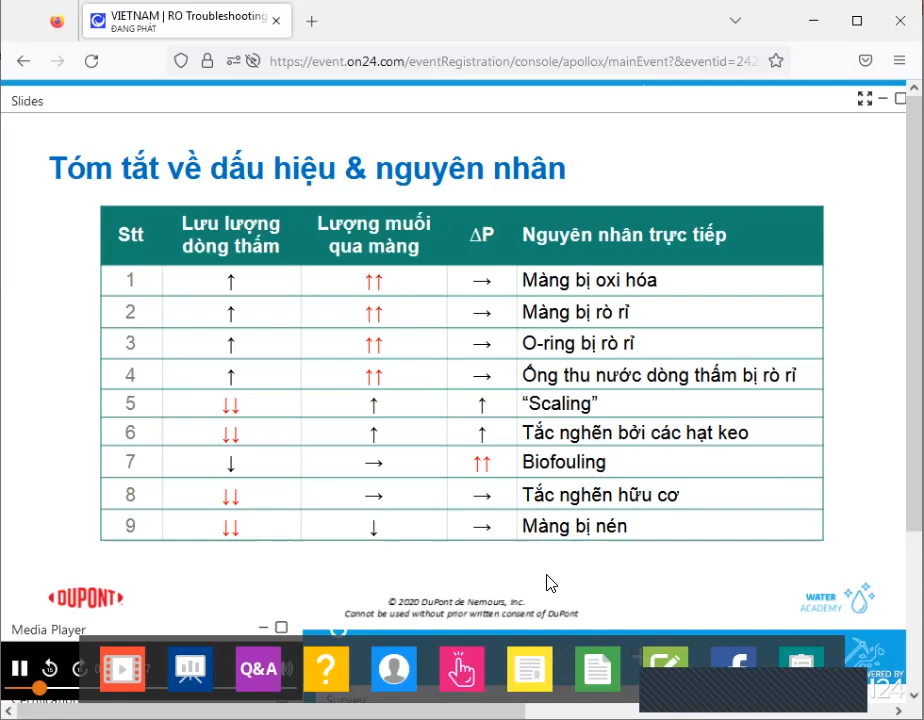 VIETNAM | RO Troubleshooting
ĐANG PHÁT
https://event.on24.com/eventRegistration/console/apollox/mainEvent?&eventid=242
Slides
Tóm tắt về dấu hiệu & nguyên nhân
Stt Lưu lượng dòng thấm Lượng muối qua màng ΔP Nguyên nhân trực tiếp
1 ↑ ↑↑ → Màng bị oxi hóa
2 ↑ ↑↑ → Màng bị rò rỉ
3 ↑ ↑↑ → O-ring bị rò rỉ
4 ↑ ↑↑ → Ống thu nước dòng thấm bị rò rỉ
5 ↓↓ ↑ ↑ “Scaling”
6 ↓↓ ↑ ↑ Tắc nghẽn bởi các hạt keo
7 ↓ → ↑↑ Biofouling
8 ↓↓ → → Tắc nghẽn hữu cơ
9 ↓↓ ↓ → Màng bị nén
DUPONT
© 2020 DuPont de Nemours, Inc.
Cannot be used without prior written consent of DuPont
WATER
ACADEMY
Media Player
Q&A
?
Survey